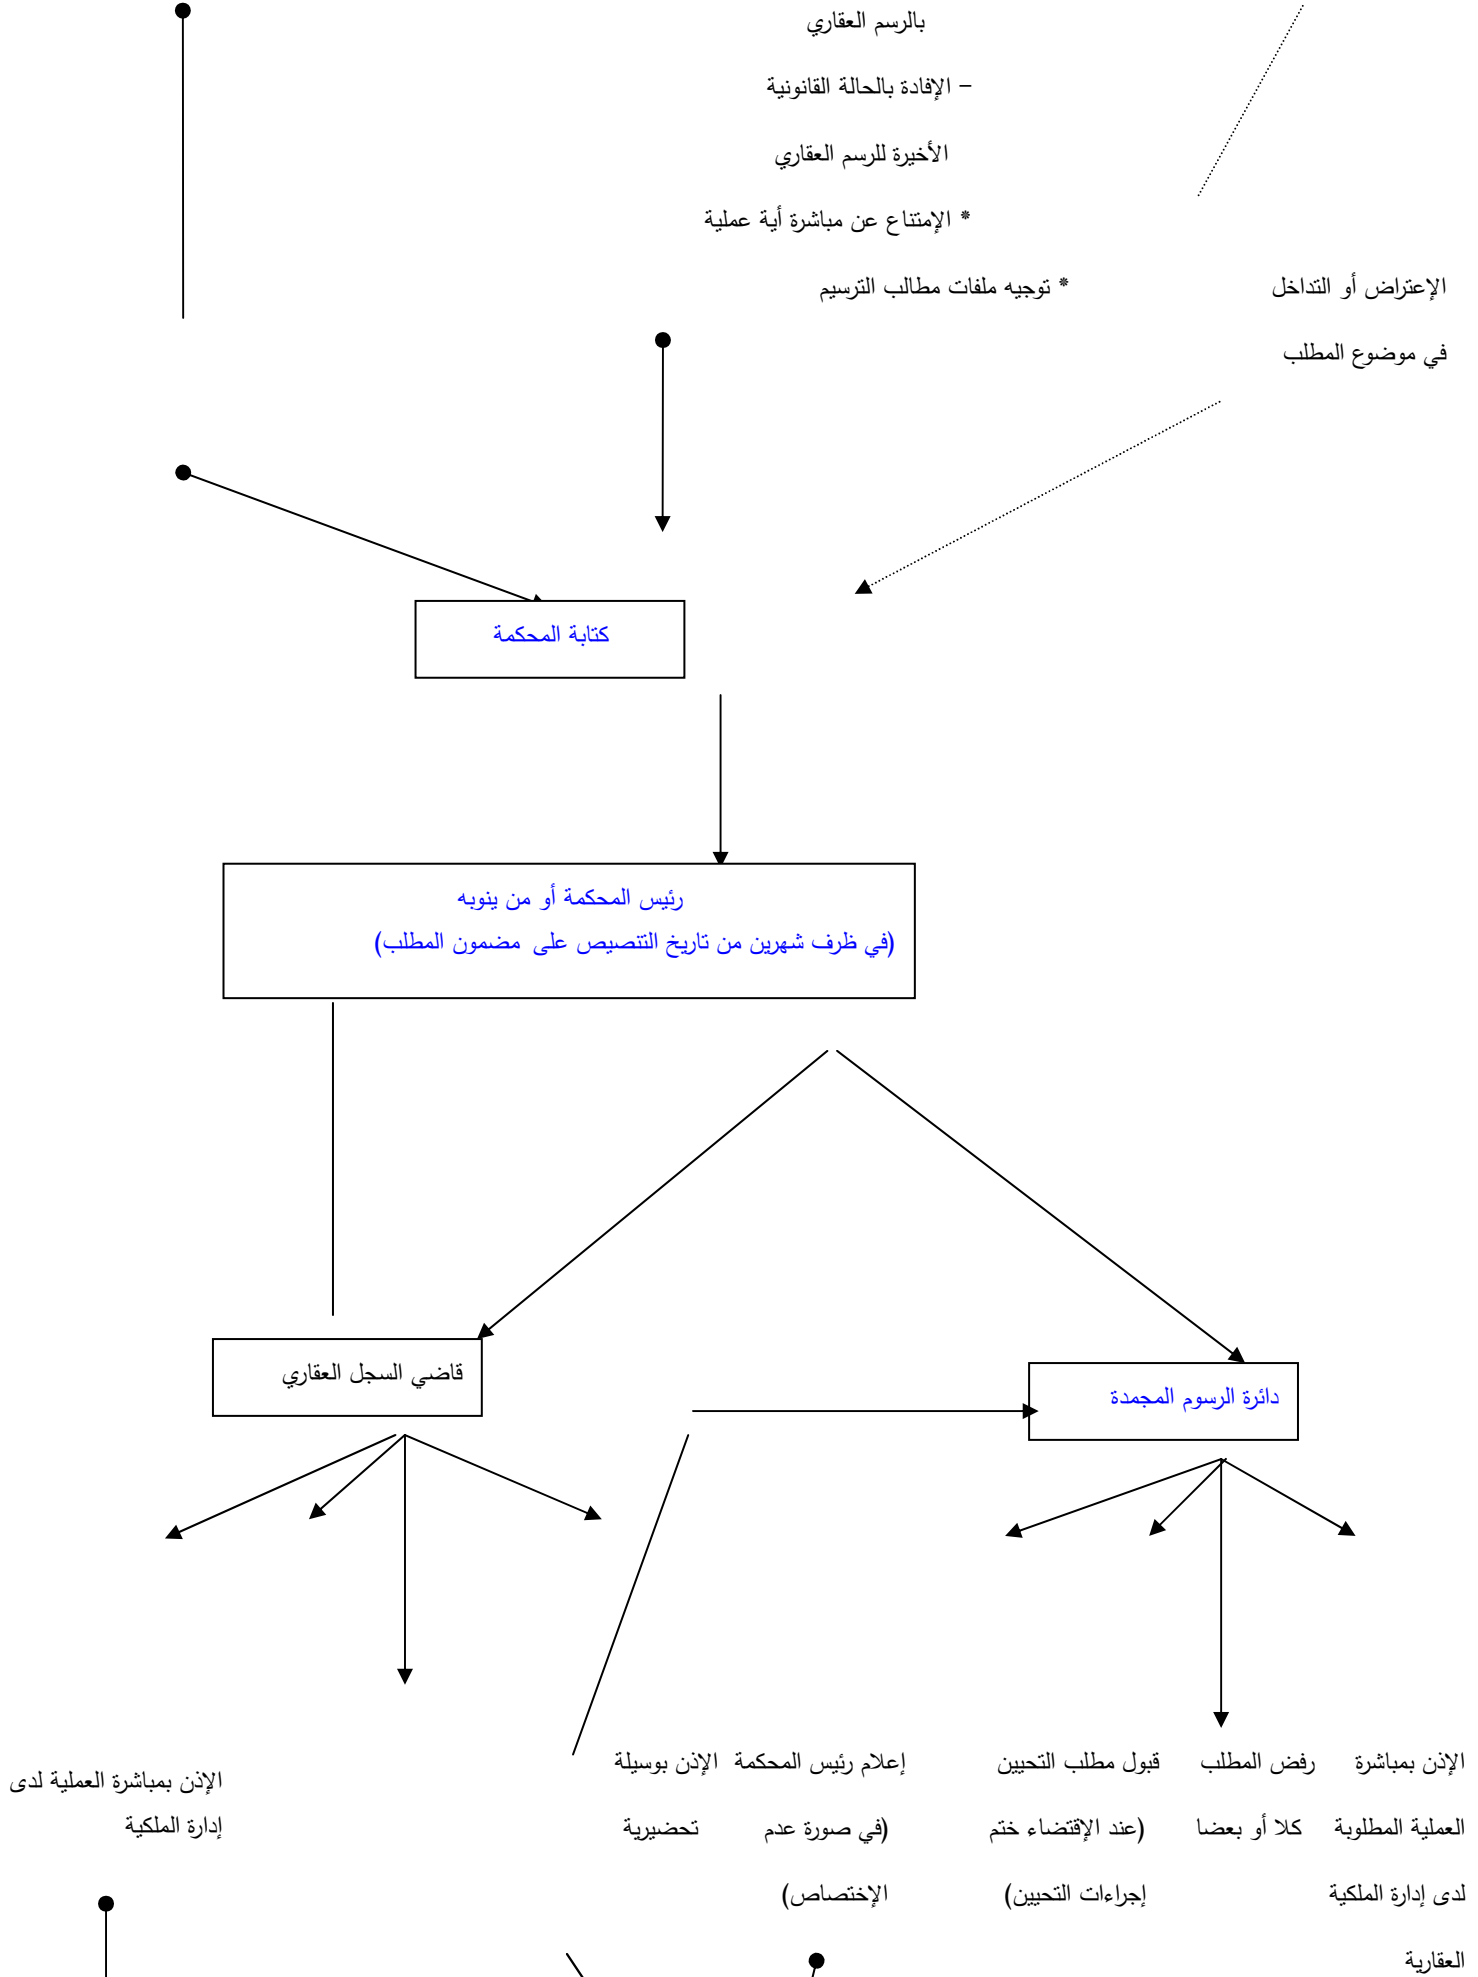 بالرسم العقاري
– الإفادة بالحالة القانونية
الأخيرة للرسم العقاري
* الإمتناع عن مباشرة أية عملية
* توجيه ملفات مطالب الترسيم
الإعتراض أو التداخل
في موضوع المطلب
كتابة المحكمة
رئيس المحكمة أو من ينوبه
(في ظرف شهرين من تاريخ التنصيص على مضمون المطلب)
قاضي السجل العقاري
دائرة الرسوم المجمدة
الإذن بمباشرة
العملية المطلوبة
لدى إدارة الملكية
العقارية
رفض المطلب
كلا أو بعضا
قبول مطلب التحيين
(عند الإقتضاء ختم
إجراءات التحيين)
إعلام رئيس المحكمة
(في صورة عدم
الإختصاص)
الإذن بوسيلة
تحضيرية
الإذن بمباشرة العملية لدى
إدارة الملكية